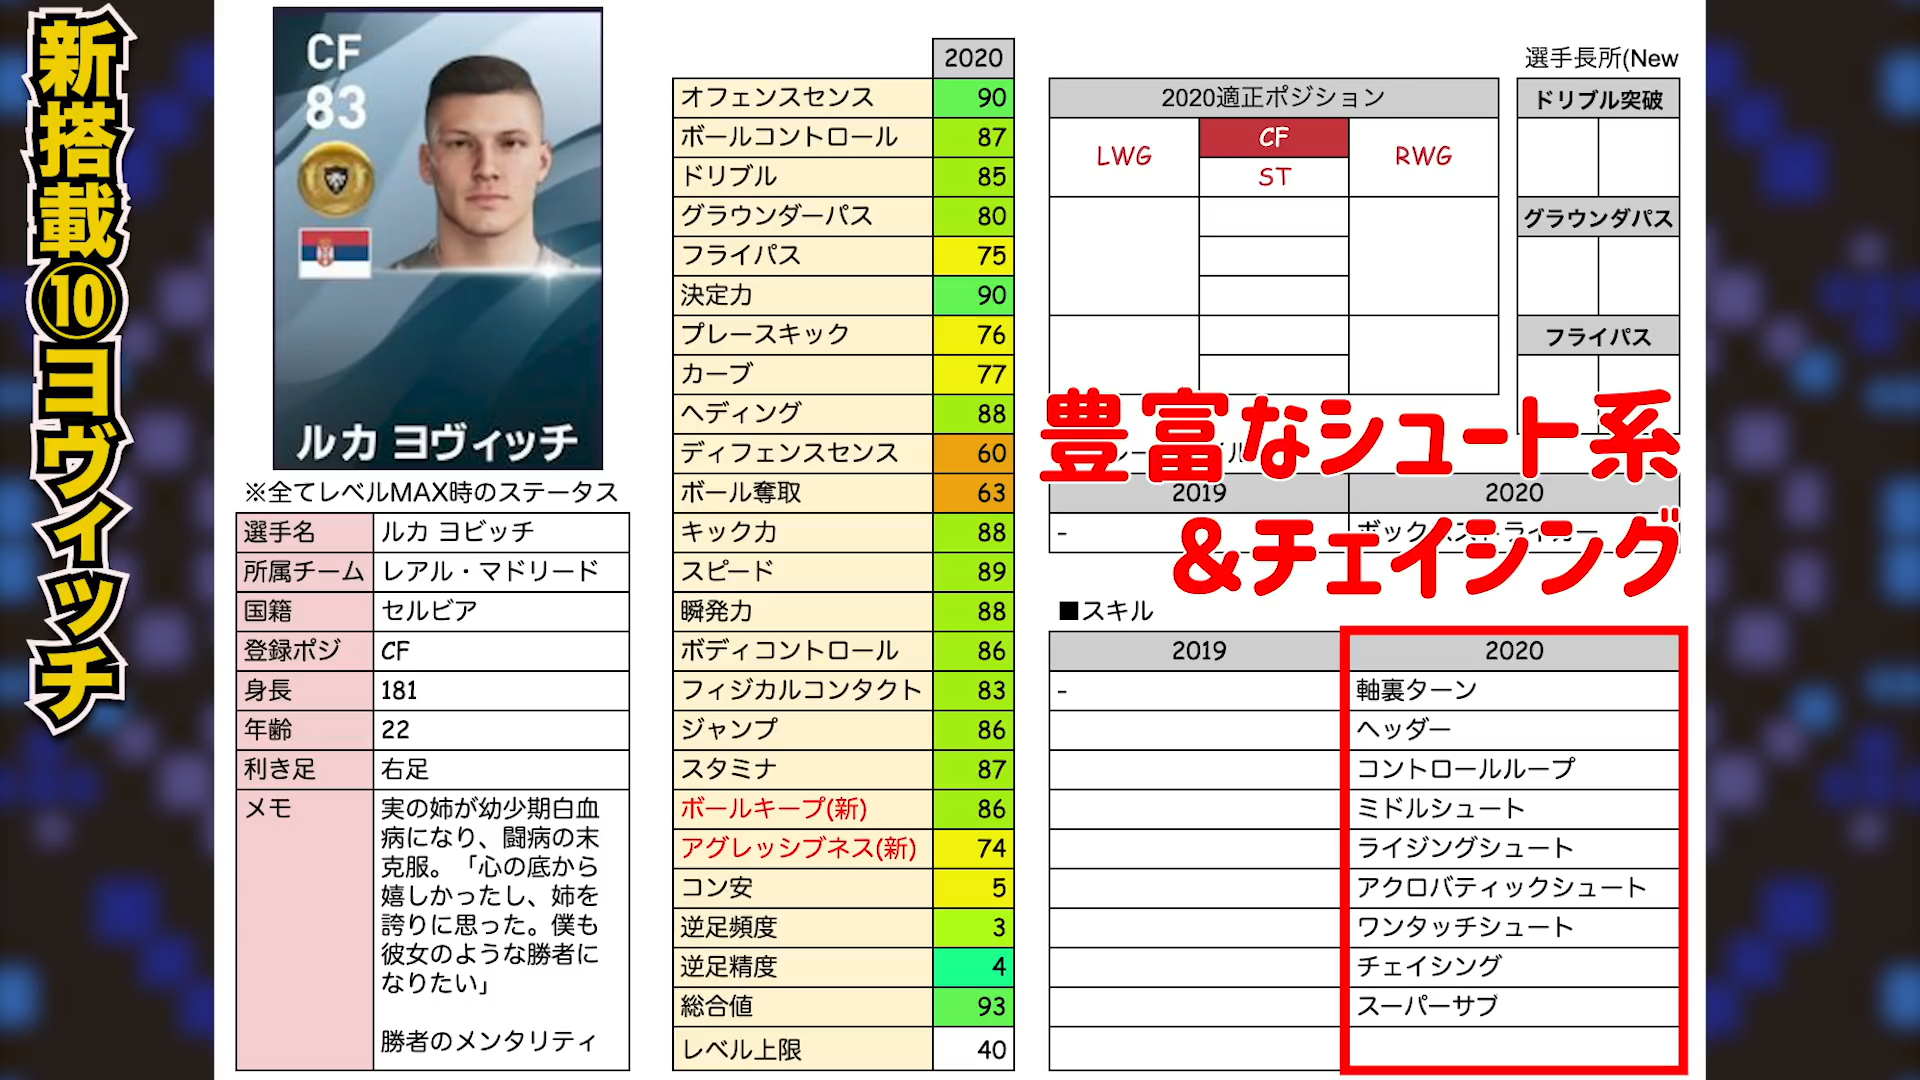 新搭載⑩ヨヴィッチ
CF
83
ルカ ヨヴィッチ
※全てレベルMAX時のステータス
選手名 ルカ ヨビッチ
所属チーム レアル・マドリード
国籍 セルビア
登録ポジ CF
身長 181
年齢 22
利き足 右足
メモ 実の姉が幼少期白血
病になり、闘病の末
克服。「心の底から
嬉しかったし、姉を
誇りに思った。僕も
彼女のような勝者に
なりたい」
勝者のメンタリティ
2020
オフェンスセンス 90
ボールコントロール 87
ドリブル 85
グラウンダーパス 80
フライパス 75
決定力 90
プレースキック 76
カーブ 77
ヘディング 88
ディフェンスセンス 60
ボール奪取 63
キック力 88
スピード 89
瞬発力 88
ボディコントロール 86
フィジカルコンタクト 83
ジャンプ 86
スタミナ 87
ボールキープ(新) 86
アグレッシブネス(新) 74
コン安 5
逆足頻度 3
逆足精度 4
総合値 93
レベル上限 40
2020適正ポジション
LWG CF RWG
ST
選手長所(New
ドリブル突破
グラウンダパス
フライパス
豊富なシュート系
&チェイシング
2019 2020
-
■スキル
2019 2020
- 軸裏ターン
ヘッダー
コントロールループ
ミドルシュート
ライジングシュート
アクロバティックシュート
ワンタッチシュート
チェイシング
スーパーサブ